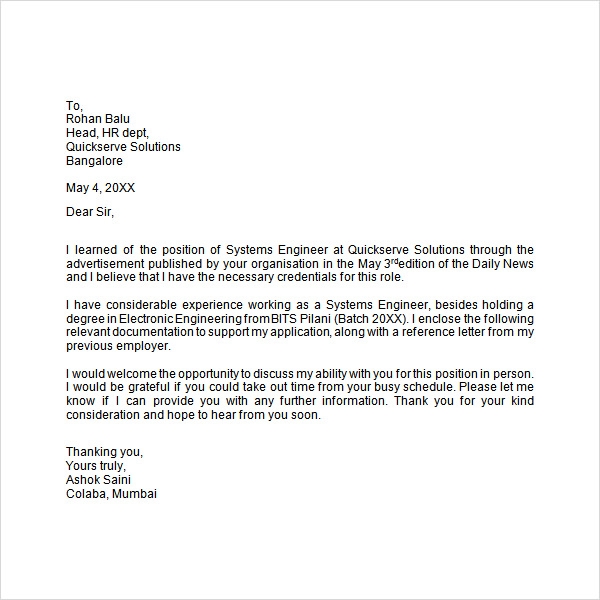 To,
Rohan Balu
Head, HR dept,
Quickserve Solutions
Bangalore
May 4, 20XX
Dear Sir,
I learned of the position of Systems Engineer at Quickserve Solutions through the
advertisement published by your organisation in the May 3rdedition of the Daily News
and I believe that I have the necessary credentials for this role.
I have considerable experience working as a Systems Engineer, besides holding a
degree in Electronic Engineering from BITS Pilani (Batch 20XX). I enclose the following
relevant documentation to support my application, along with a reference letter from my
previous employer.
I would welcome the opportunity to discuss my ability with you for this position in person.
I would be grateful if you could take out time from your busy schedule. Please let me
know if I can provide you with any further information. Thank you for your kind
consideration and hope to hear from you soon.
Thanking you,
Yours truly,
Ashok Saini
Colaba, Mumbai